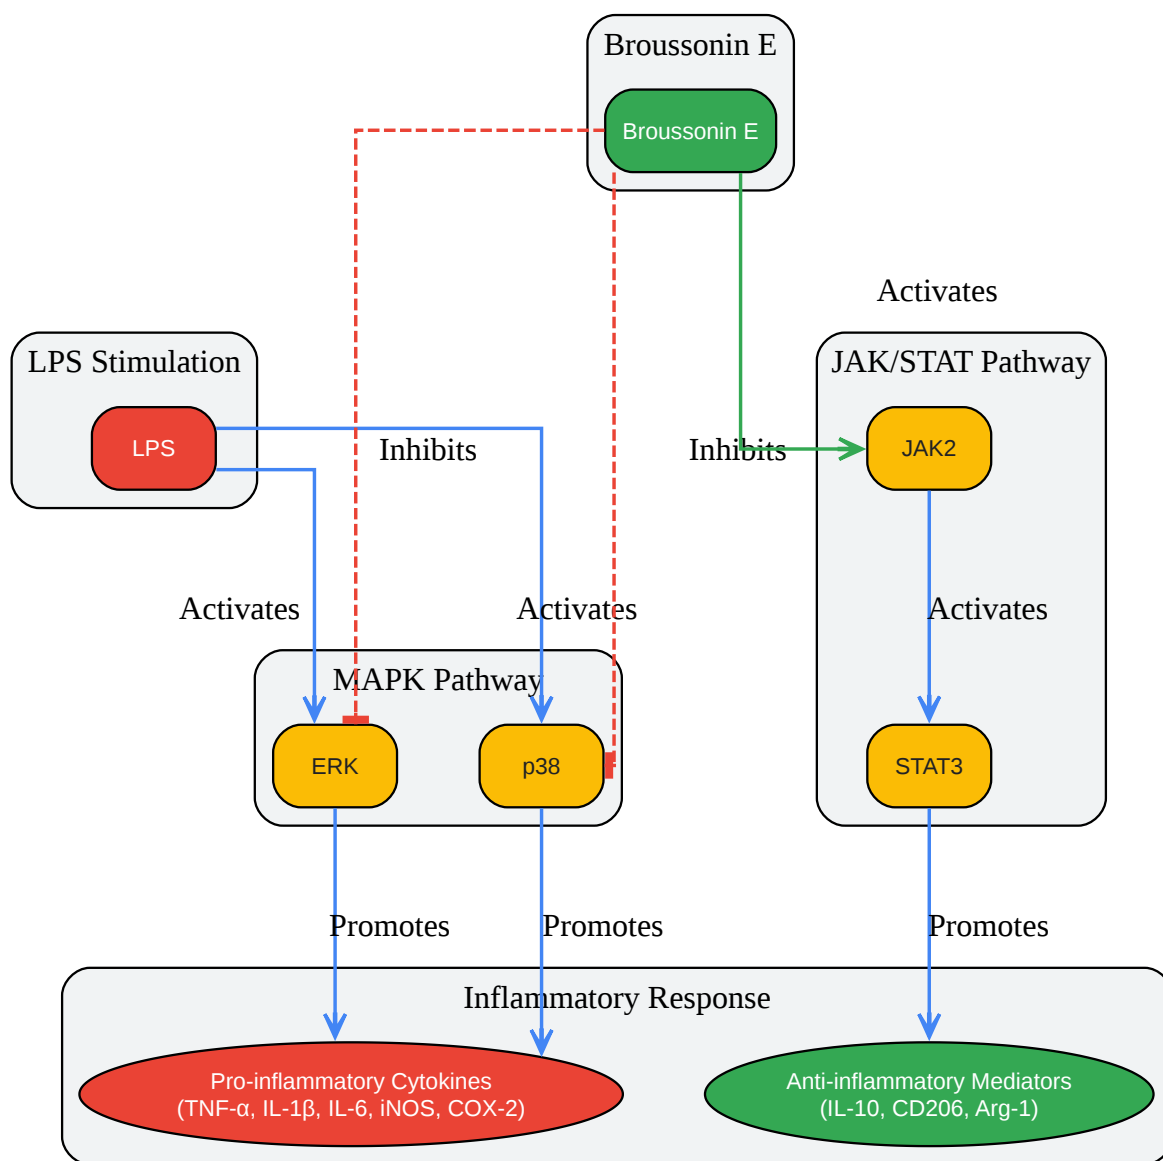 Broussonin E
Broussonin E
Activates
LPS Stimulation
JAK/STAT Pathway
LPS
Inhibits
Inhibits
JAK2
Activates
Activates
Activates
MAPK Pathway
ERK
p38
STAT3
Promotes
Promotes
Promotes
Inflammatory Response
Pro-inflammatory Cytokines
(TNF-α, IL-1β, IL-6, iNOS, COX-2)
Anti-inflammatory Mediators
(IL-10, CD206, Arg-1)